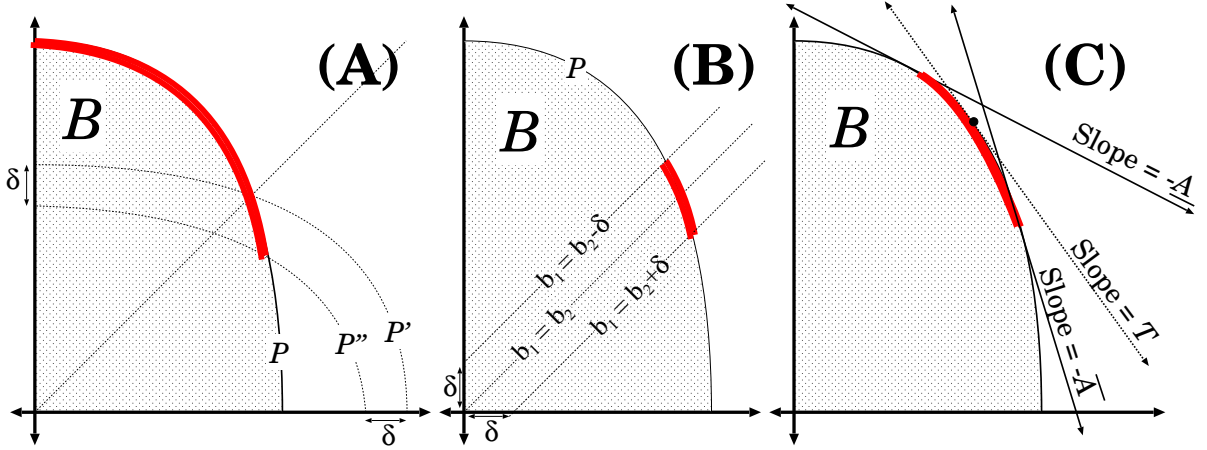 (A)
B
δ
P
P"
P'
δ
(B)
P
B
b₁ = b₂-δ
b₁ = b₂
b₁ = b₂+δ
δ
δ
(C)
B
Slope = -A̲
Slope = T
Slope = -A̅